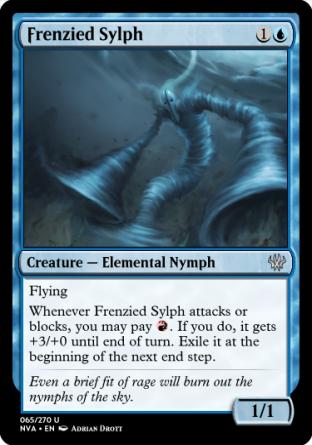 Frenzied Sylph 1
Creature — Elemental Nymph
Flying
Whenever Frenzied Sylph attacks or
blocks, you may pay . If you do, it gets
+3/+0 until end of turn. Exile it at the
beginning of the next end step.
Even a brief fit of rage will burn out the
nymphs of the sky.
1/1
065/270 U
NVA • EN Adrian Drott